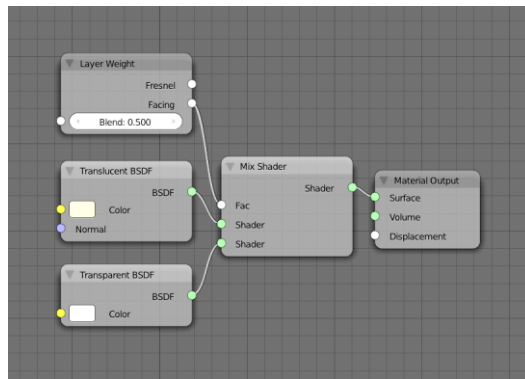 Layer Weight
Fresnel
Facing
Blend: 0.500
Translucent BSDF
BSDF
Color
Normal
Transparent BSDF
BSDF
Color
Mix Shader
Shader
Fac
Shader
Shader
Material Output
Surface
Volume
Displacement